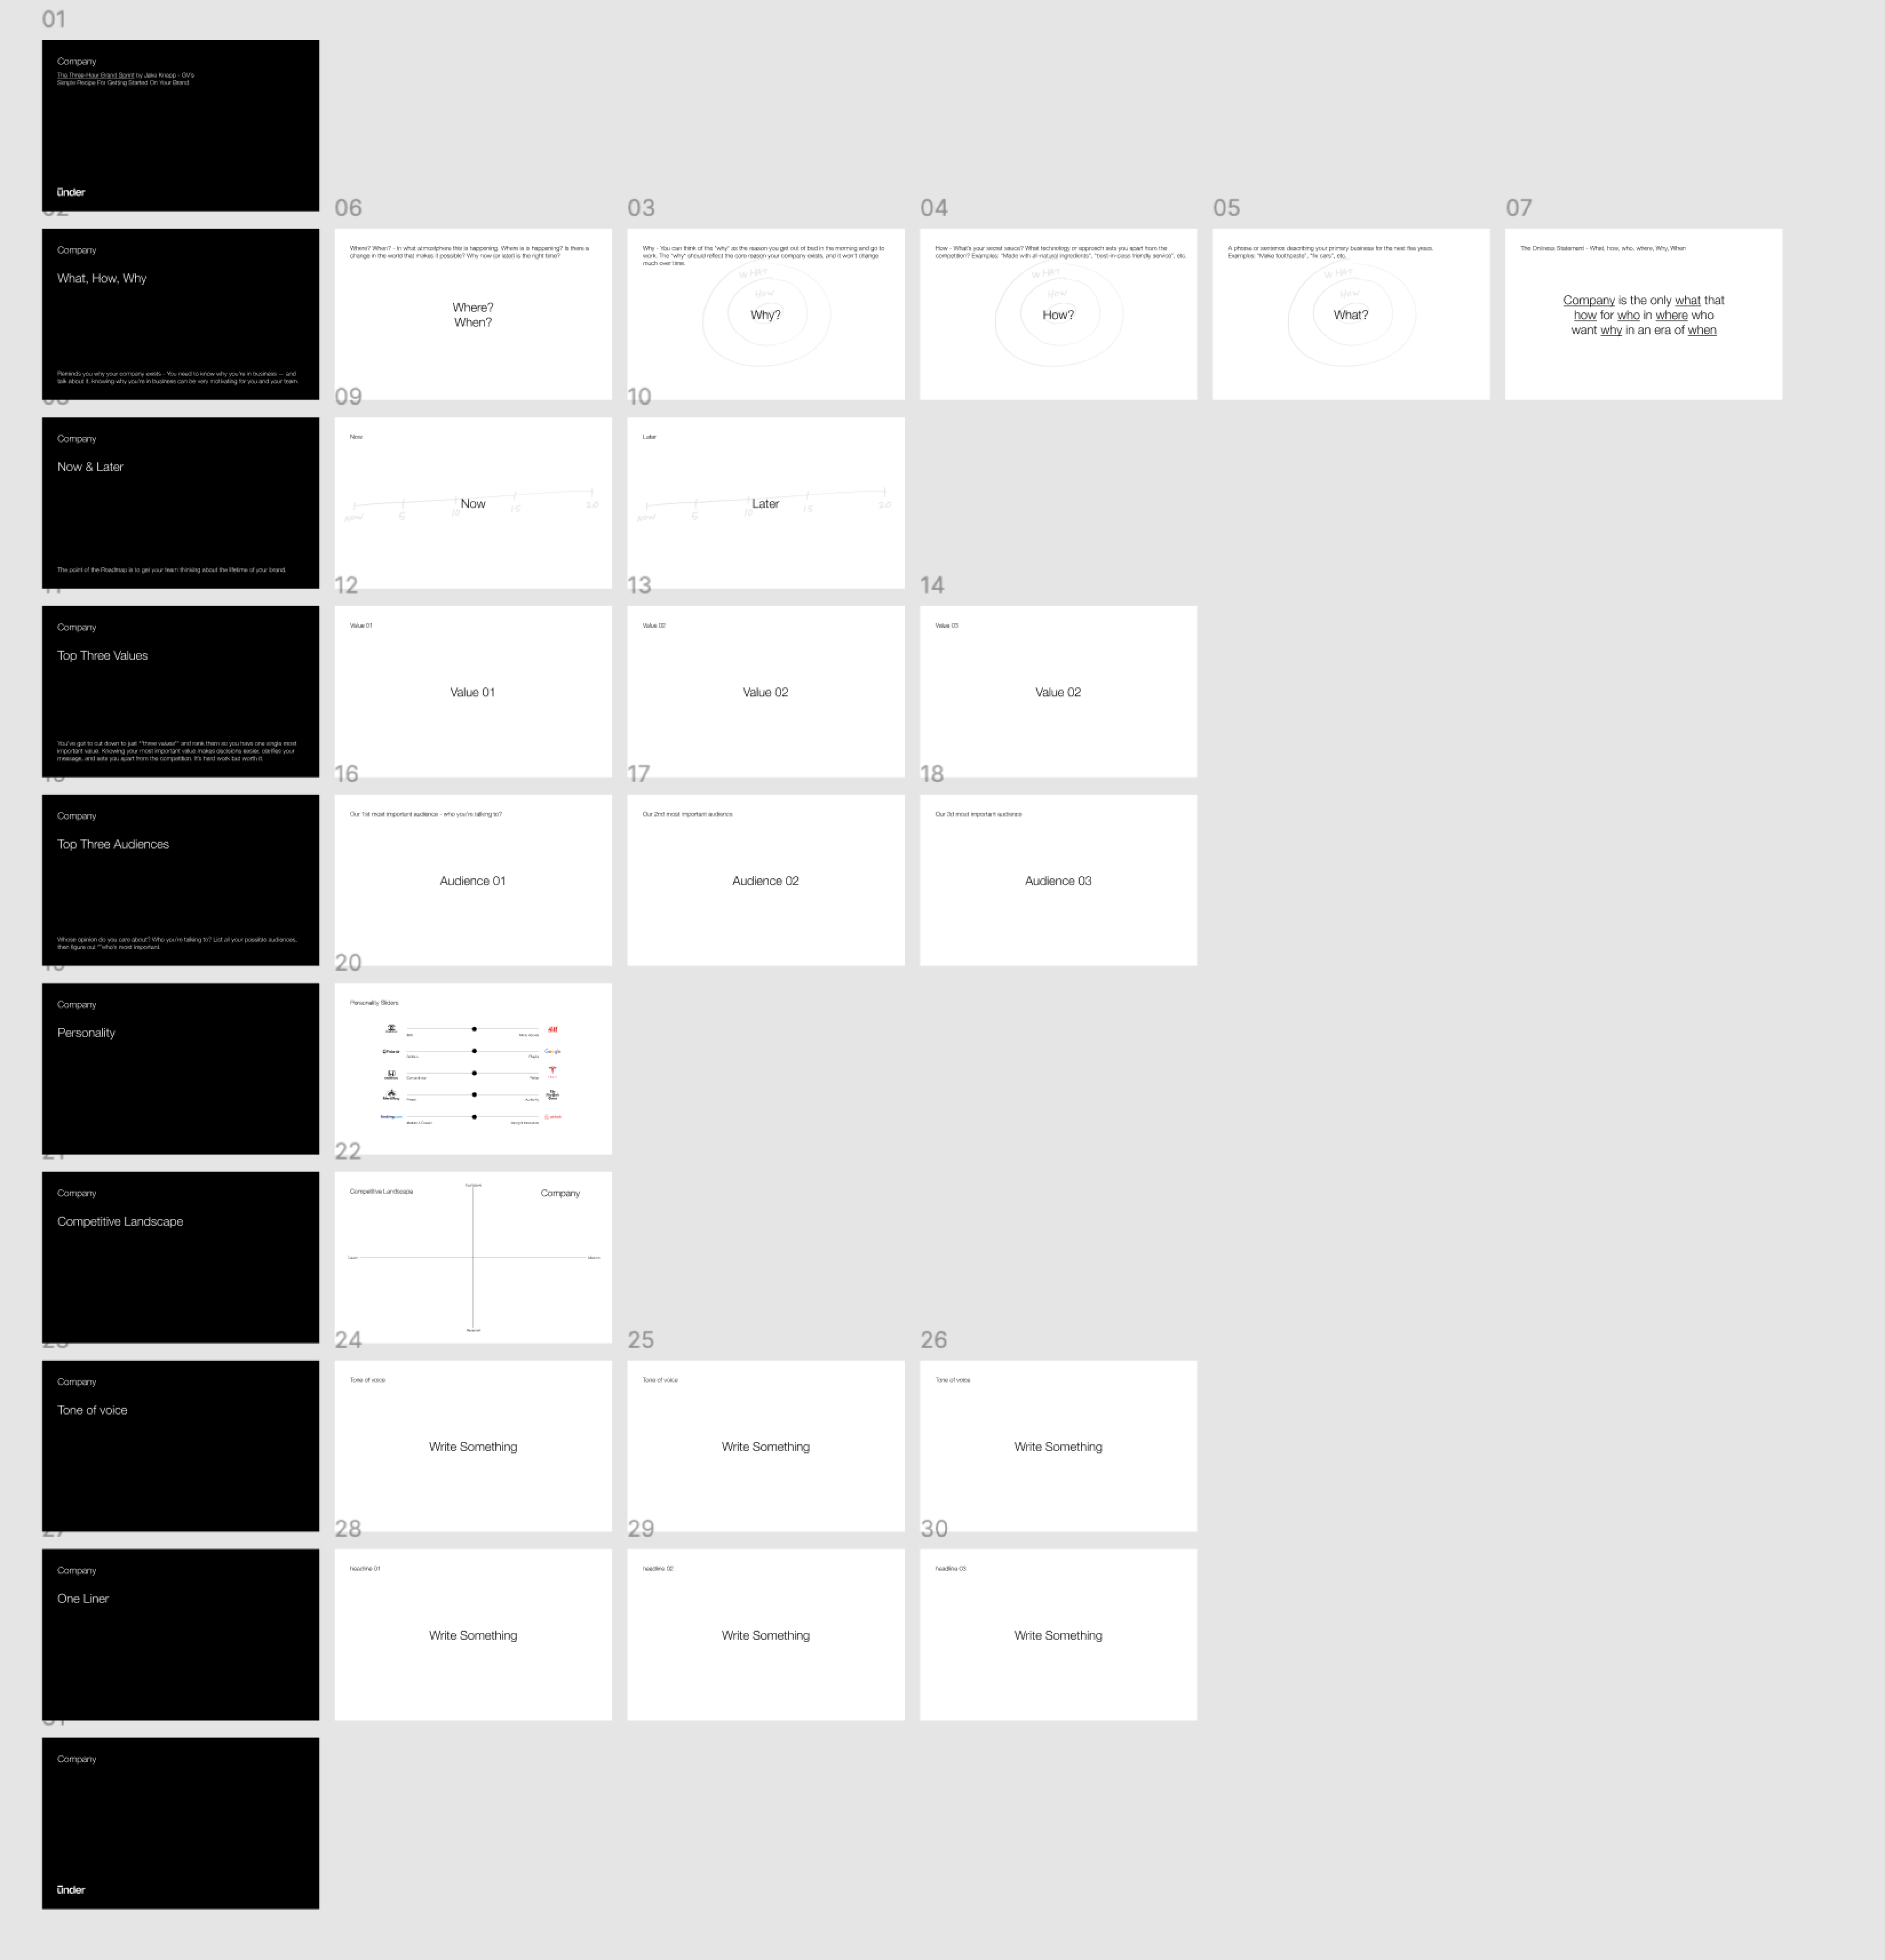 01
Company
The Three-Hour Brand Sprint by Jake Knapp - GV's
Simple Recipe For Getting Started On Your Brand.
ünder
02
06
03
04
05
07
Company
What, How, Why
Reminds you why your company exists - You need to know why you're in business — and
talk about it. Knowing why you're in business can be very motivating for you and your team.
Where? When? - In what atmosphere this is happening. Where is is happening? Is there a
change in the world that makes it possible? Why now (or later) is the right time?
Where?
When?
Why - You can think of the "why" as the reason you get out of bed in the morning and go to
work. The "why" should reflect the core reason your company exists, and it won't change
much over time.
WHAT
HOW
Why?
How - What's your secret sauce? What technology or approach sets you apart from the
competition? Examples: "Made with all-natural ingredients", "best-in-class friendly service", etc.
WHAT
HOW
How?
A phrase or sentence describing your primary business for the next five years.
Examples: "Make toothpaste", "fix cars", etc.
WHAT
HOW
What?
The Onliness Statement - What, how, who, where, Why, When
Company is the only what that
how for who in where who
want why in an era of when
09
10
Company
Now & Later
The point of the Roadmap is to get your team thinking about the lifetime of your brand.
Now
Now
NOW 5 10 15 20
Later
Later
NOW 5 10 15 20
12
13
14
Company
Top Three Values
You've got to cut down to just **three values** and rank them so you have one single most
important value. Knowing your most important value makes decisions easier, clarifies your
message, and sets you apart from the competition. It's hard work but worth it.
Value 01
Value 01
Value 02
Value 02
Value 03
Value 02
16
17
18
Company
Top Three Audiences
Whose opinion do you care about? Who you're talking to? List all your possible audiences,
then figure out **who's most important.
Our 1st most important audience - who you're talking to?
Audience 01
Our 2nd most important audience
Audience 02
Our 3d most important audience
Audience 03
20
Company
Personality
Personality Sliders
H&M
Google
Booking.com
airbnb
22
Company
Competitive Landscape
Competitive Landscape
Company
24
25
26
Company
Tone of voice
Tone of voice
Write Something
Tone of voice
Write Something
Tone of voice
Write Something
28
29
30
Company
One Liner
headline 01
Write Something
headline 02
Write Something
headline 03
Write Something
Company
ünder